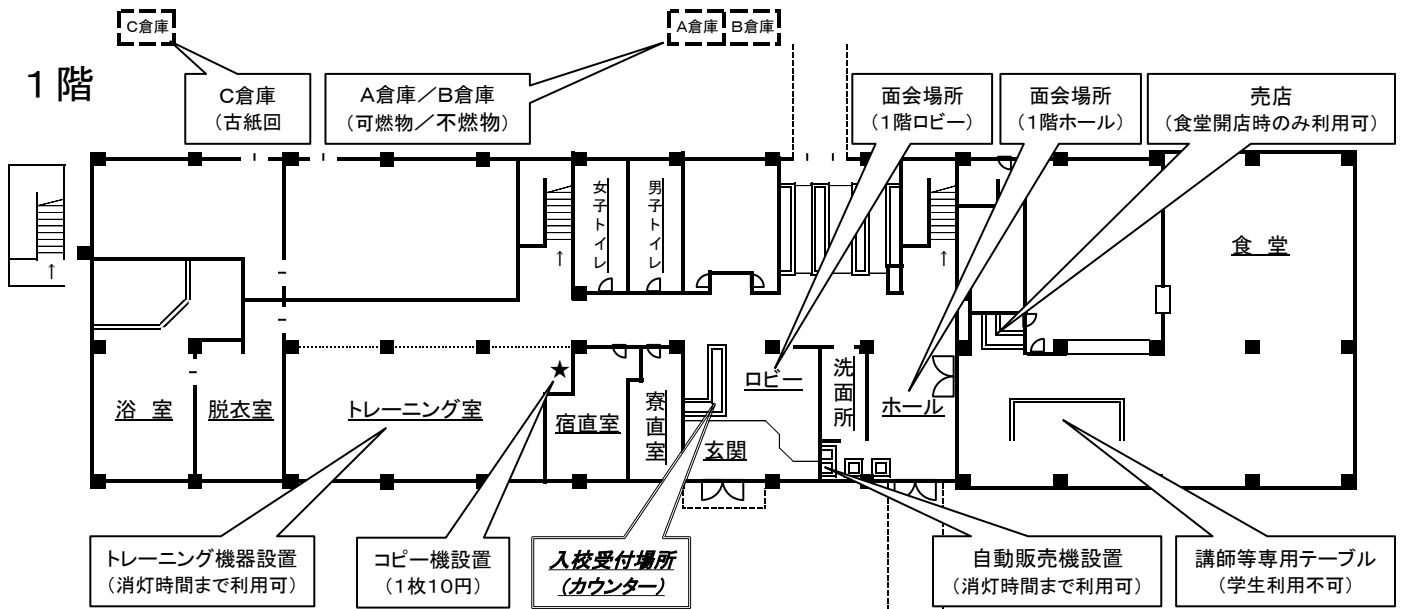 C倉庫
A倉庫
B倉庫
1階
C倉庫
(古紙回
A倉庫／B倉庫
(可燃物／不燃物)
面会場所
(1階ロビー)
面会場所
(1階ホール)
売店
(食堂開店時のみ利用可)
女子トイレ
男子トイレ
↑
↑
↑
食 堂
★
浴 室
脱衣室
トレーニング室
宿直室
寮直室
ロビー
玄関
洗面所
ホール
トレーニング機器設置
(消灯時間まで利用可)
コピー機設置
(1枚10円)
入校受付場所
(カウンター)
自動販売機設置
(消灯時間まで利用可)
講師等専用テーブル
(学生利用不可)